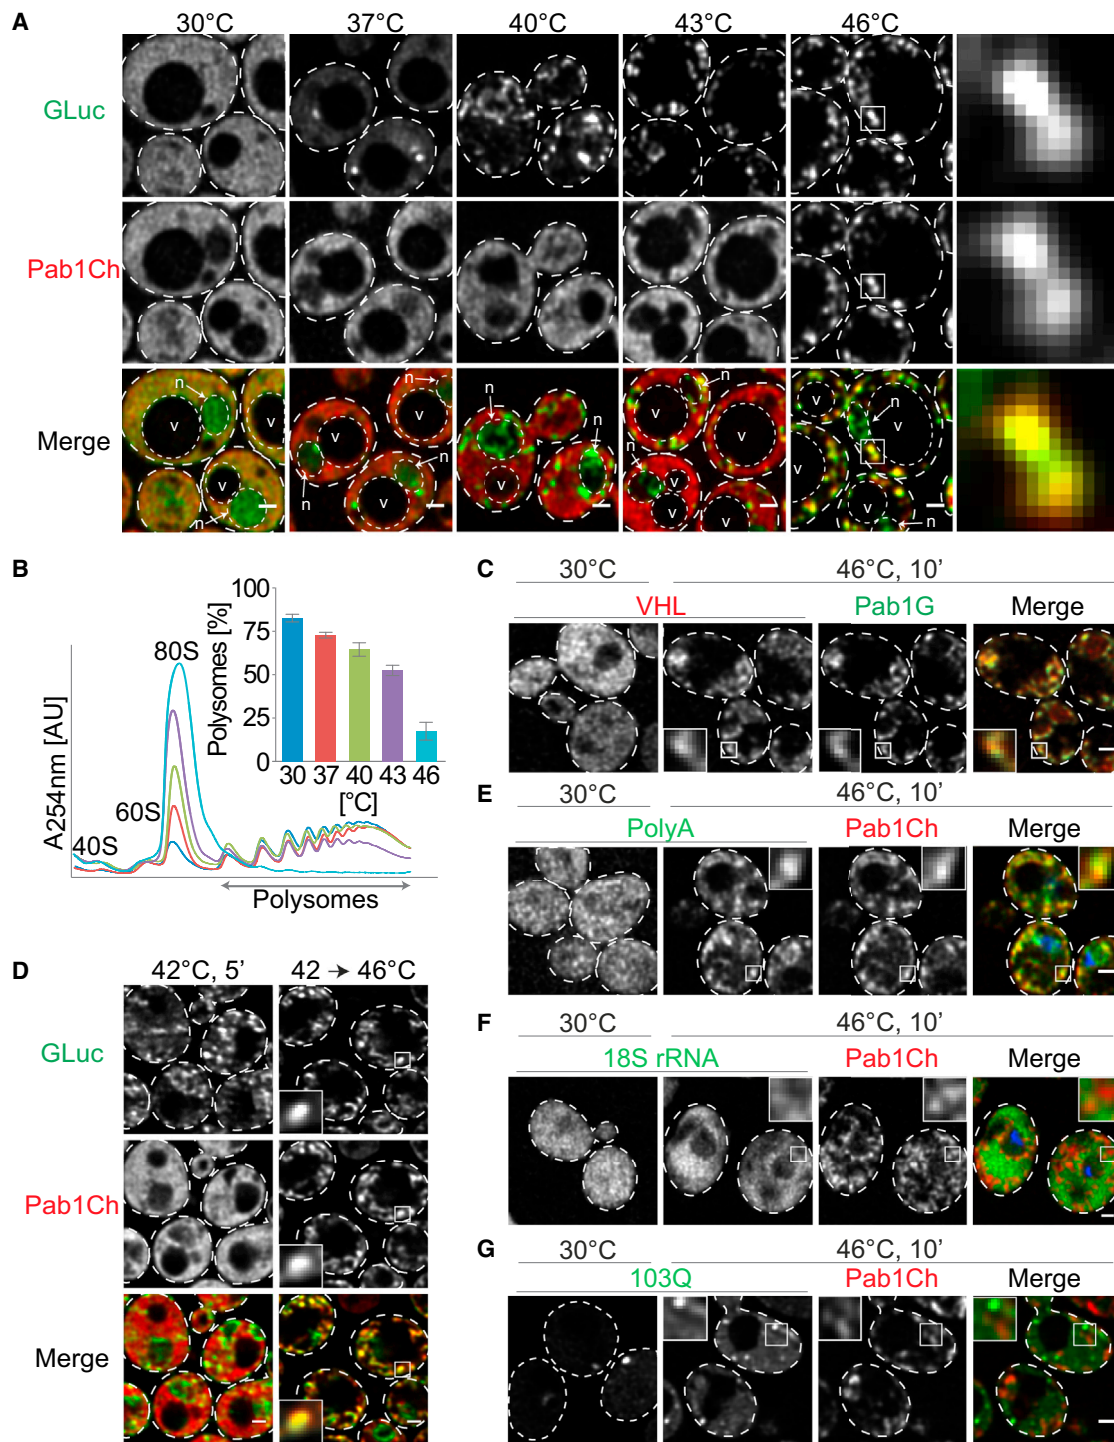 A
30°C 37°C 40°C 43°C 46°C
GLuc
Pab1Ch
n n n n n
v v v v v
Merge
v v v v
n n n n n
v v v v
B
Polysomes [%]
100
75
50
25
0
30 37 40 43 46
[°C]
A254nm [AU]
40S
60S
80S
Polysomes
C
30°C 46°C, 10’
VHL Pab1G Merge
E
30°C 46°C, 10’
PolyA Pab1Ch Merge
D
42°C, 5’ 42 → 46°C
GLuc
Pab1Ch
Merge
F
30°C 46°C, 10’
18S rRNA Pab1Ch Merge
G
30°C 46°C, 10’
103Q Pab1Ch Merge